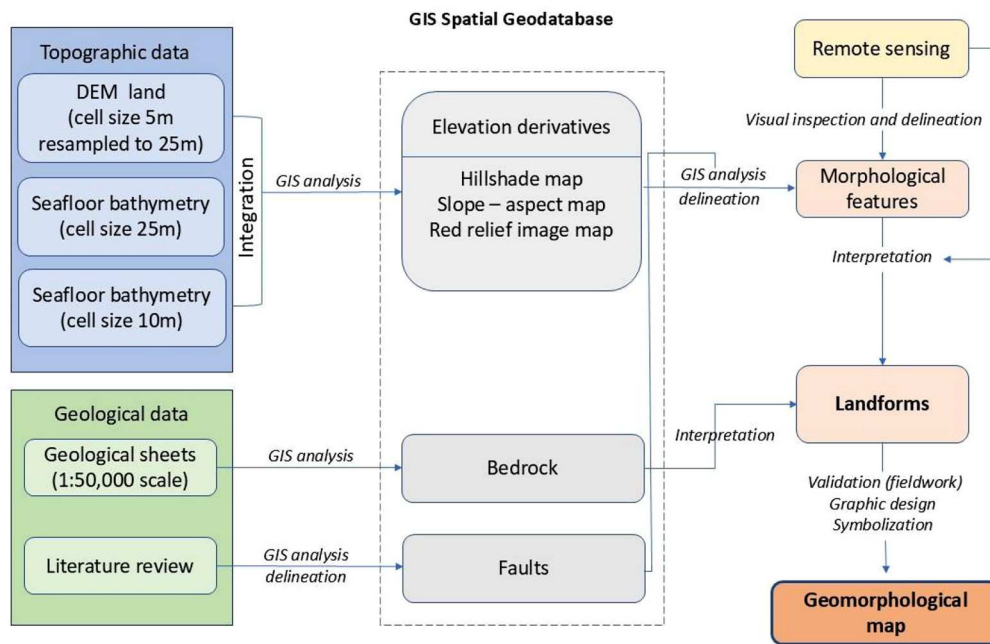 GIS Spatial Geodatabase
Topographic data
DEM land
(cell size 5m
resampled to 25m)
Seafloor bathymetry
(cell size 25m)
Seafloor bathymetry
(cell size 10m)
Integration
GIS analysis
Elevation derivatives
Hillshade map
Slope – aspect map
Red relief image map
GIS analysis
delineation
Remote sensing
Visual inspection and delineation
Morphological
features
Interpretation
Geological data
Geological sheets
(1:50,000 scale)
GIS analysis
Bedrock
Interpretation
Landforms
Literature review
GIS analysis
delineation
Faults
Validation (fieldwork)
Graphic design
Symbolization
Geomorphological
map